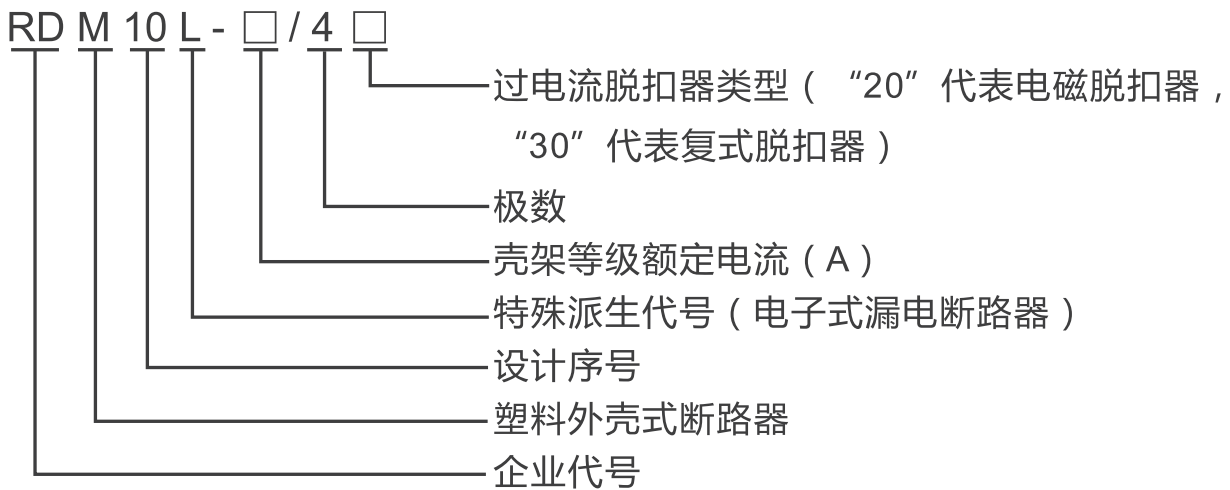 RD M 10 L - □ / 4 □
过电流脱扣器类型（ “20”代表电磁脱扣器，
“30”代表复式脱扣器）
极数
壳架等级额定电流（A）
特殊派生代号（电子式漏电断路器）
设计序号
塑料外壳式断路器
企业代号